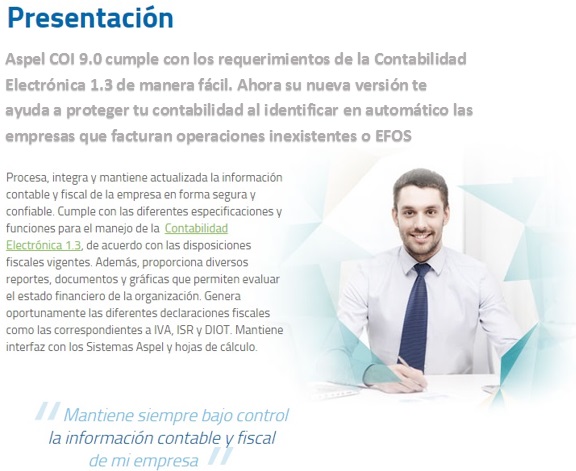 Presentación
Aspel COI 9.0 cumple con los requerimientos de la Contabilidad
Electrónica 1.3 de manera fácil. Ahora su nueva versión te
ayuda a proteger tu contabilidad al identificar en automático las
empresas que facturan operaciones inexistentes o EFOS
Procesa, integra y mantiene actualizada la información
contable y fiscal de la empresa en forma segura y
confiable. Cumple con las diferentes especificaciones y
funciones para el manejo de la Contabilidad
Electrónica 1.3, de acuerdo con las disposiciones
fiscales vigentes. Además, proporciona diversos
reportes, documentos y gráficas que permiten evaluar
el estado financiero de la organización. Genera
oportunamente las diferentes declaraciones fiscales
como las correspondientes a IVA, ISR y DIOT. Mantiene
interfaz con los Sistemas Aspel y hojas de cálculo.
"Mantiene siempre bajo control
la información contable y fiscal
de mi empresa"